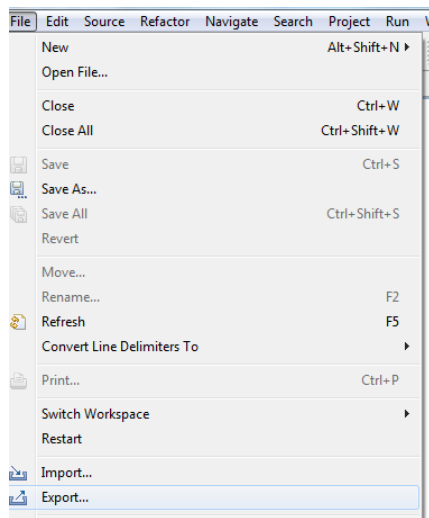 File Edit Source Refactor Navigate Search Project Run
New Alt+Shift+N
Open File...
Close Ctrl+W
Close All Ctrl+Shift+W
Save Ctrl+S
Save As...
Save All Ctrl+Shift+S
Revert
Move...
Rename... F2
Refresh F5
Convert Line Delimiters To
Print... Ctrl+P
Switch Workspace
Restart
Import...
Export...